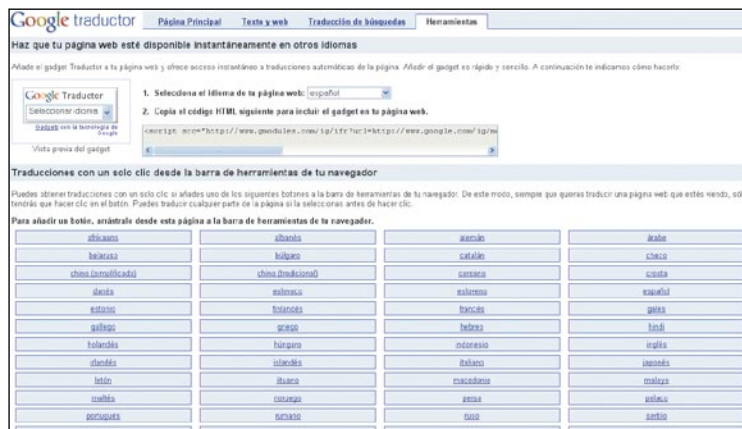 Google traductor Página Principal Texto y web Traducción de búsquedas Herramientas
Haz que tu página web esté disponible instantáneamente en otros idiomas
Añade el gadget Traductor a tu página web y ofrece acceso instantáneo a traducciones automáticas de la página. Añadir el gadget es rápido y sencillo. A continuación te indicamos cómo hacerlo:
Google Traductor
Seleccionar idioma
Gadgets con la tecnología de Google
Vista previa del gadget
1. Selecciona el idioma de tu página web: español
2. Copia el código HTML siguiente para incluir el gadget en tu página web.
<script src="http://www.gmodules.com/ig/ifr?url=http://www.google.com/ig/mo
Traducciones con un solo clic desde la barra de herramientas de tu navegador
Puedes obtener traducciones con un solo clic si añades uno de los siguientes botones a la barra de herramientas de tu navegador. De este modo, siempre que quieras traducir una página web que estés viendo, sól
tendrás que hacer clic en el botón. Puedes traducir cualquier parte de la página si la seleccionas antes de hacer clic.
Para añadir un botón, arrástralo desde esta página a la barra de herramientas de tu navegador.
afrikaans albanés alemán árabe
belaruso búlgaro catalán checo
chino (simplificado) chino (tradicional) coreano croata
danés eslovaco esloveno español
estonio finlandés francés galés
gallego griego hebreo hindi
holandés húngaro indonesio inglés
irlandés islandés italiano japonés
letón lituano macedonio malayo
maltés noruego persa polaco
portugués rumano ruso serbio